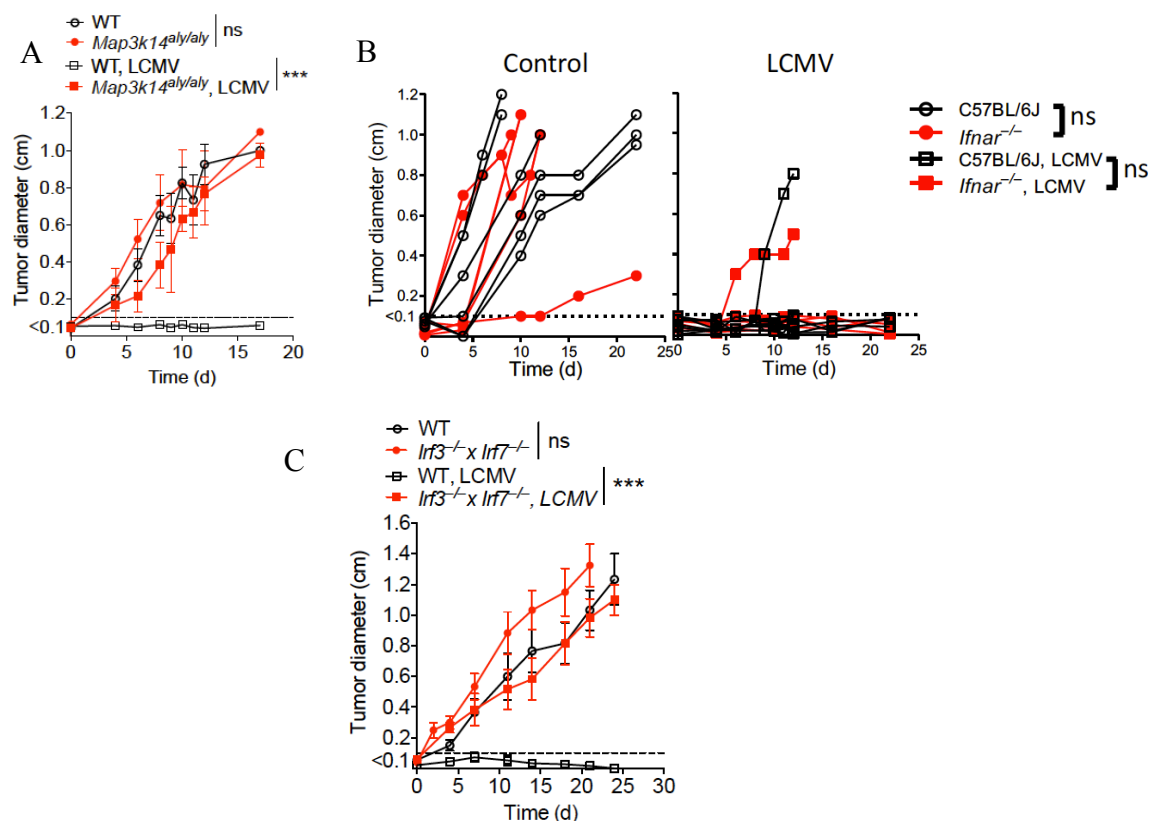 A
WT
Map3k14aly/aly
ns
WT, LCMV
Map3k14aly/aly, LCMV
***
Tumor diameter (cm)
1.2
1.0
0.8
0.6
0.4
0.2
<0.1
0
5
10
15
20
Time (d)
B
Control
LCMV
Tumor diameter (cm)
1.2
1.0
0.8
0.6
0.4
0.2
<0.1
0
5
10
15
20
25
0
5
10
15
20
25
Time (d)
Time (d)
C57BL/6J
Ifnar−/−
ns
C57BL/6J, LCMV
Ifnar−/−, LCMV
ns
C
WT
Irf3−/− x Irf7−/−
ns
WT, LCMV
Irf3−/− x Irf7−/−, LCMV
***
Tumor diameter (cm)
1.6
1.4
1.2
1.0
0.8
0.6
0.4
0.2
<0.1
0
5
10
15
20
25
30
Time (d)